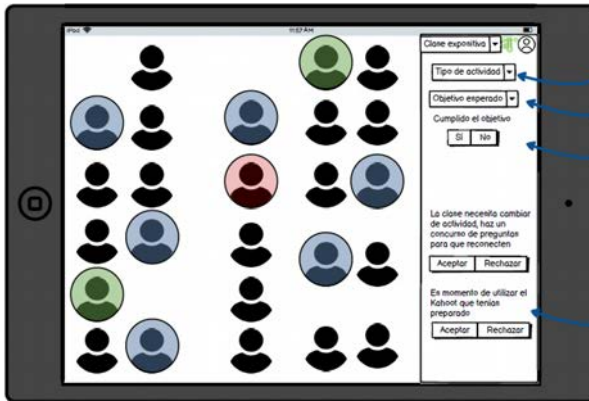 iPad
11:57 AM
Clase expositiva
Tipo de actividad
Objetivo esperado
Cumplido el objetivo
Si No
La clase necesita cambiar
de actividad, haz un
concurso de preguntas
para que reconecten
Aceptar Rechazar
Es momento de utilizar el
Kahoot que tenias
preparado
Aceptar Rechazar